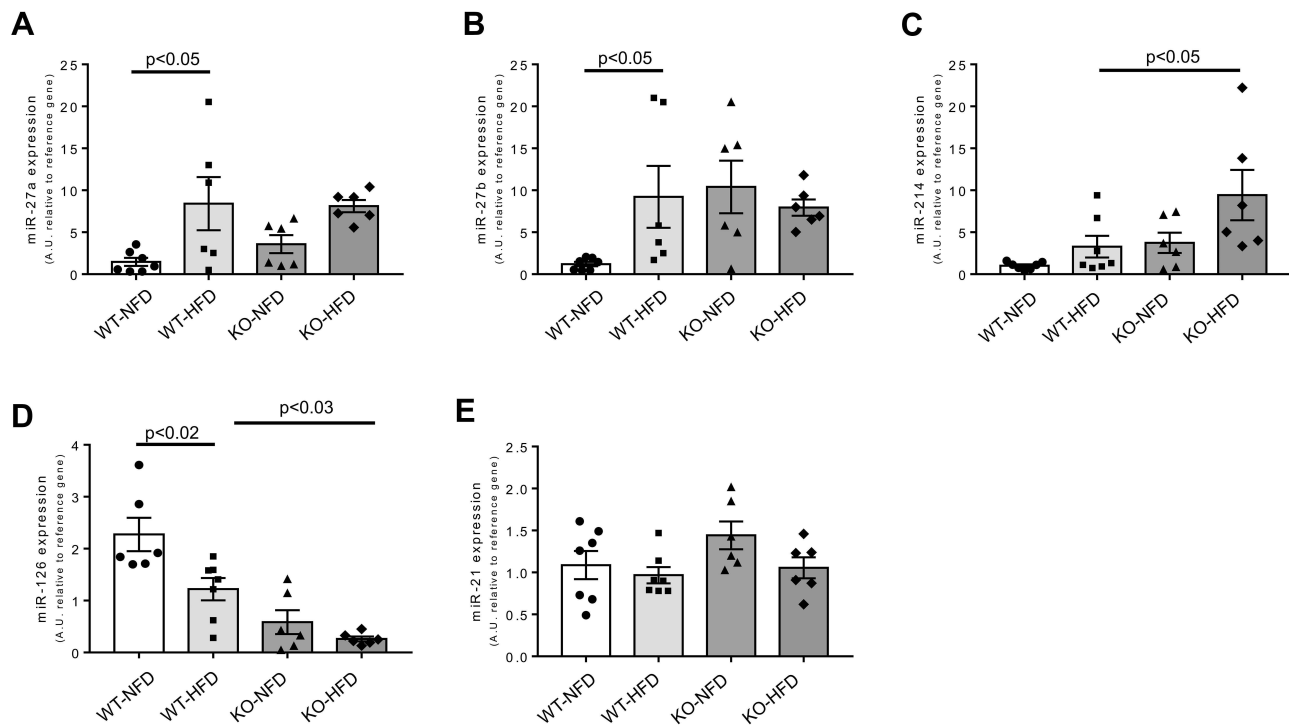 A
p<0.05
miR-27a expression
(A.U. relative to reference gene)
25
20
15
10
5
0
WT-NFD
WT-HFD
KO-NFD
KO-HFD
B
p<0.05
miR-27b expression
(A.U. relative to reference gene)
25
20
15
10
5
0
WT-NFD
WT-HFD
KO-NFD
KO-HFD
C
p<0.05
miR-214 expression
(A.U. relative to reference gene)
25
20
15
10
5
0
WT-NFD
WT-HFD
KO-NFD
KO-HFD
D
p<0.03
p<0.02
miR-126 expression
(A.U. relative to reference gene)
4
3
2
1
0
WT-NFD
WT-HFD
KO-NFD
KO-HFD
E
miR-21 expression
(A.U. relative to reference gene)
2.5
2.0
1.5
1.0
0.5
0.0
WT-NFD
WT-HFD
KO-NFD
KO-HFD